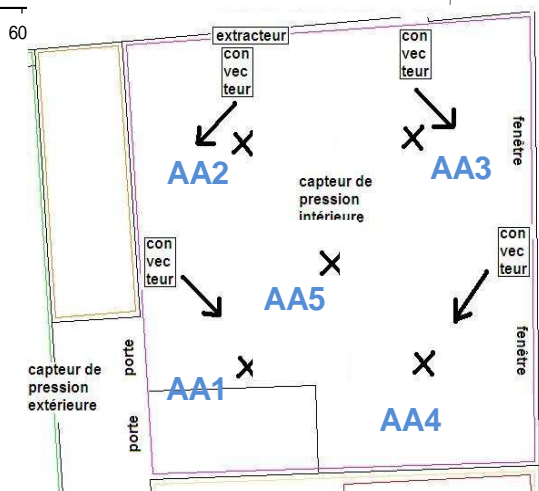 60
extracteur
con
vec
teur
con
vec
teur
fenêtre
AA2
AA3
capteur de
pression
intérieure
con
vec
teur
con
vec
teur
AA5
porte
fenêtre
capteur de
pression
extérieure
AA1
porte
AA4